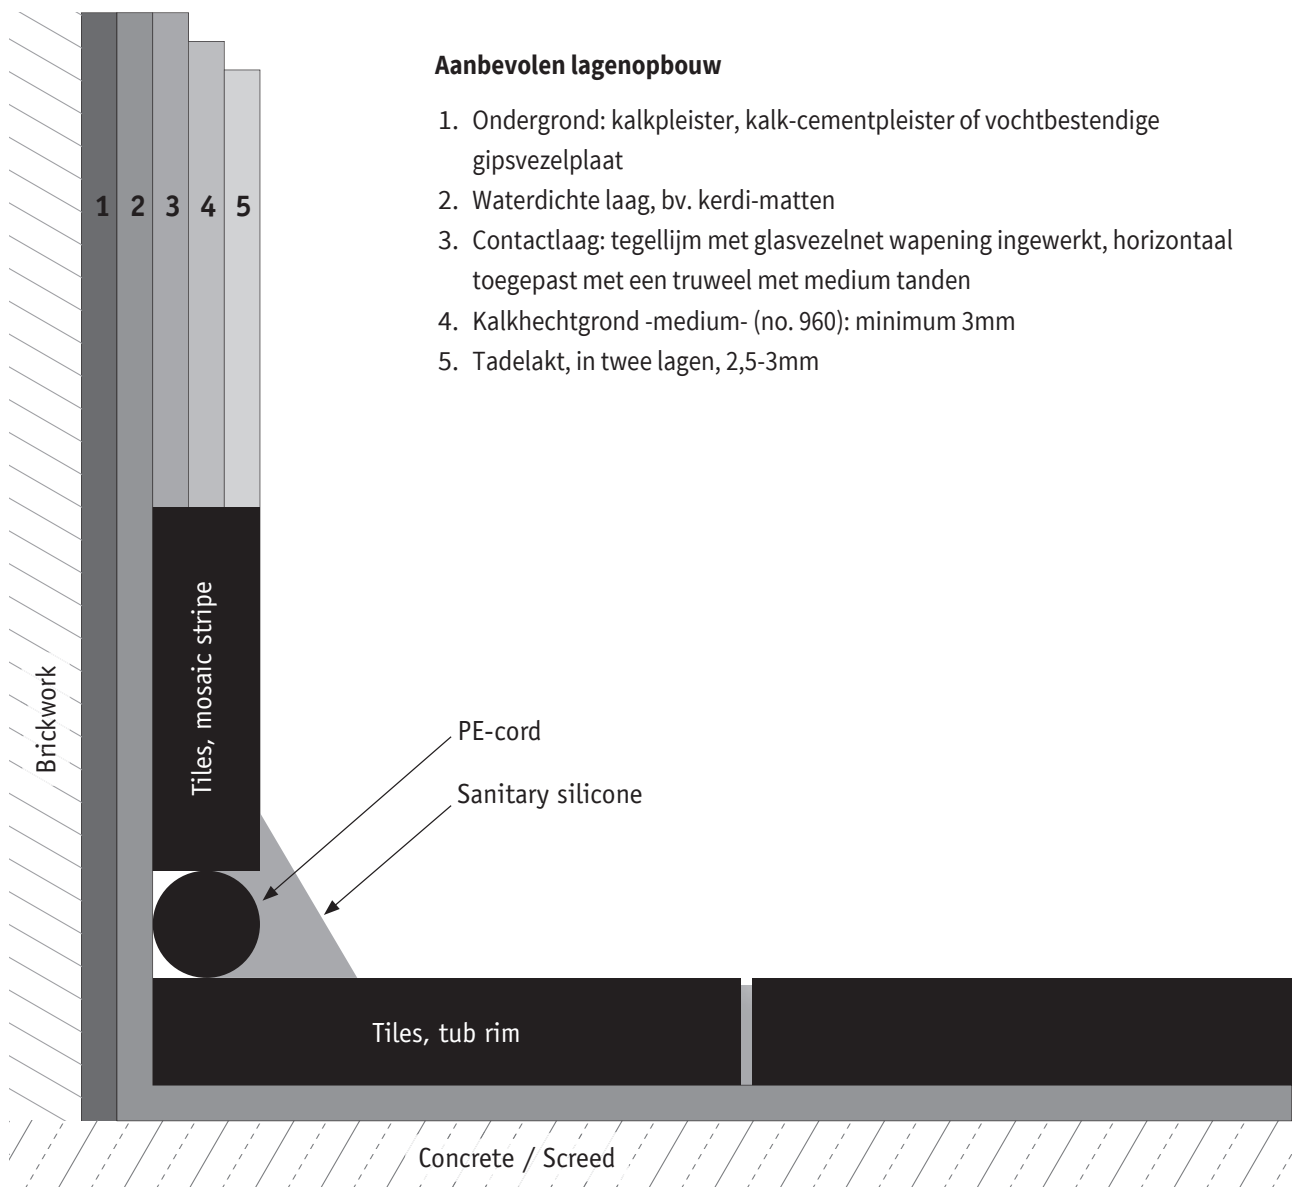 Aanbevolen lagenopbouw
1. Ondergrond: kalkpleister, kalk-cementpleister of vochtbestendige
gipsvezelplaat
2. Waterdichte laag, bv. kerdi-matten
3. Contactlaag: tegellijm met glasvezelnet wapening ingewerkt, horizontaal
toegepast met een truweel met medium tanden
4. Kalkhechtgrond -medium- (no. 960): minimum 3mm
5. Tadelakt, in twee lagen, 2,5-3mm
1 2 3 4 5
Tiles, mosaic stripe
Brickwork
PE-cord
Sanitary silicone
Tiles, tub rim
Concrete / Screed